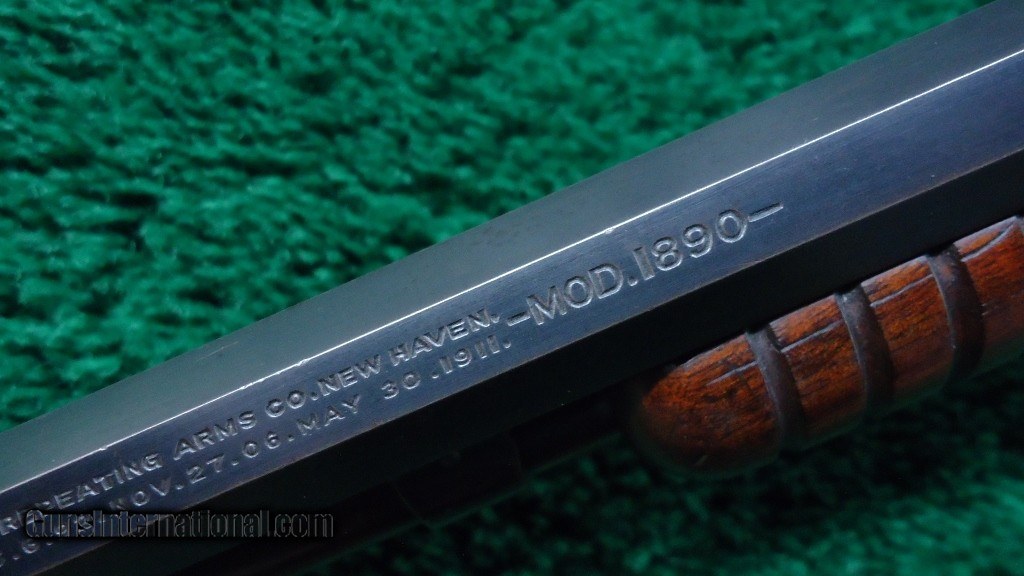 REPEATING ARMS CO. NEW HAVEN.
NOV. 27. 06. MAY 30. 1911.
-MOD. 1890-
GunsInternational.com